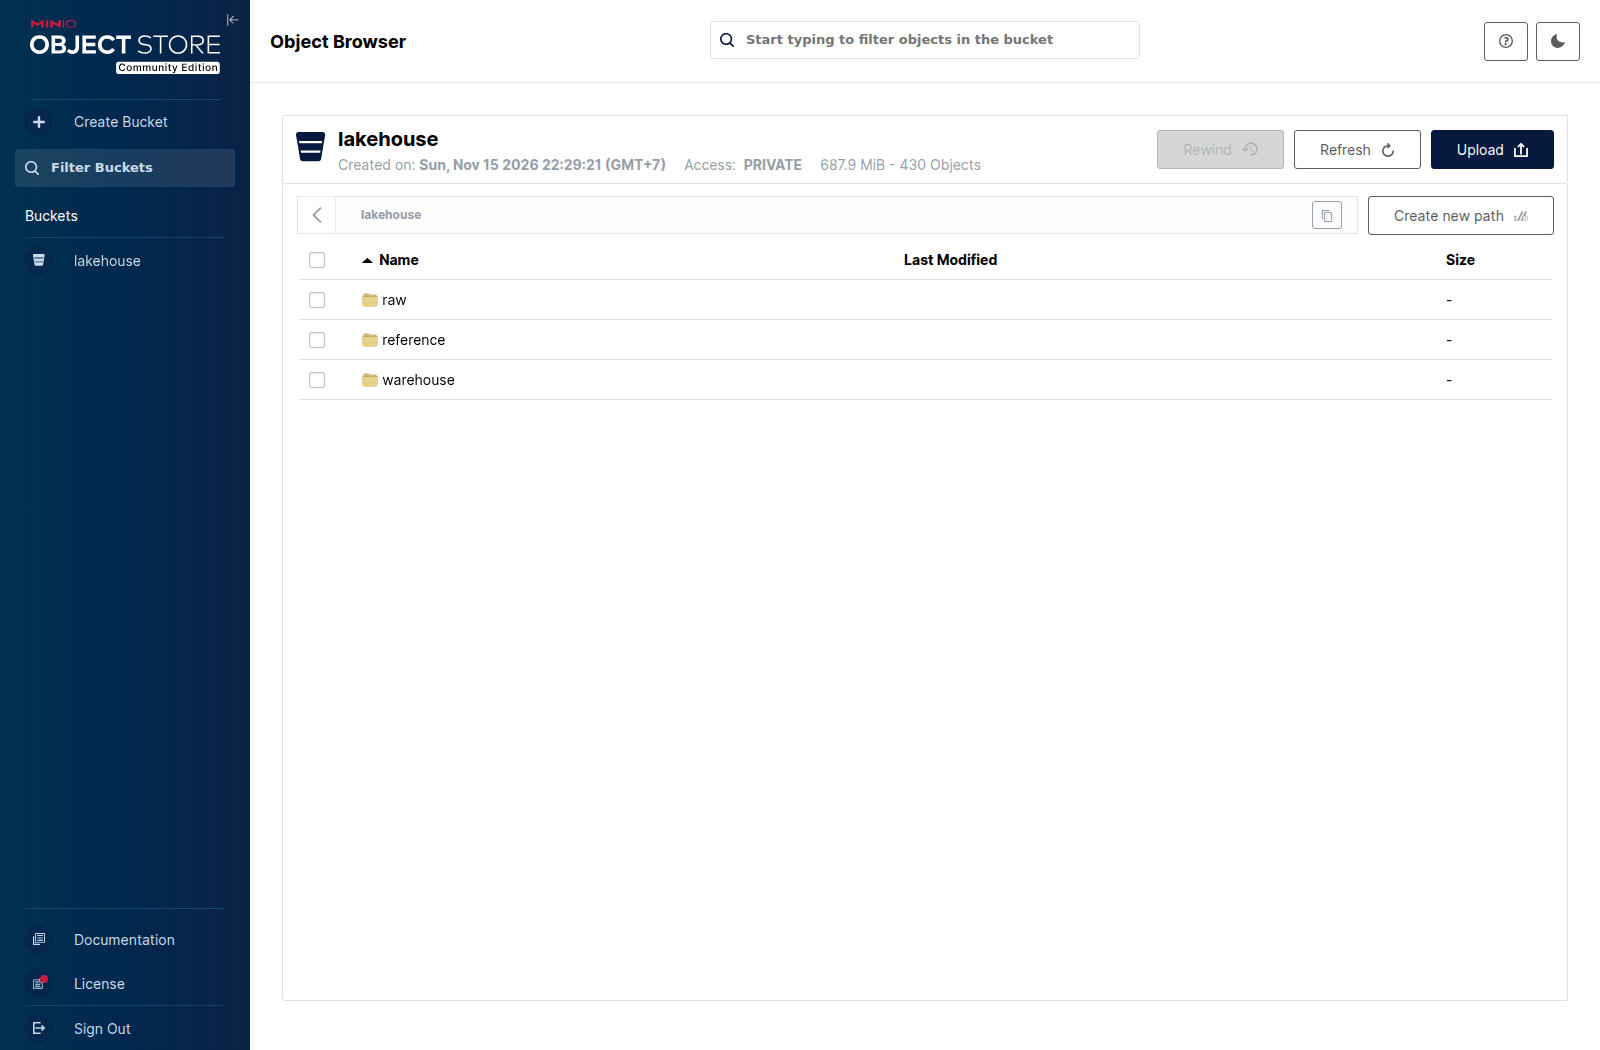 MINIO
OBJECT STORE
Community Edition
Create Bucket
Filter Buckets
Buckets
lakehouse
Documentation
License
Sign Out
Object Browser
Start typing to filter objects in the bucket
lakehouse
Created on: Sun, Nov 15 2026 22:29:21 (GMT+7) Access: PRIVATE 687.9 MiB - 430 Objects
Rewind
Refresh
Upload
lakehouse
Create new path
Name Last Modified Size
raw -
reference -
warehouse -